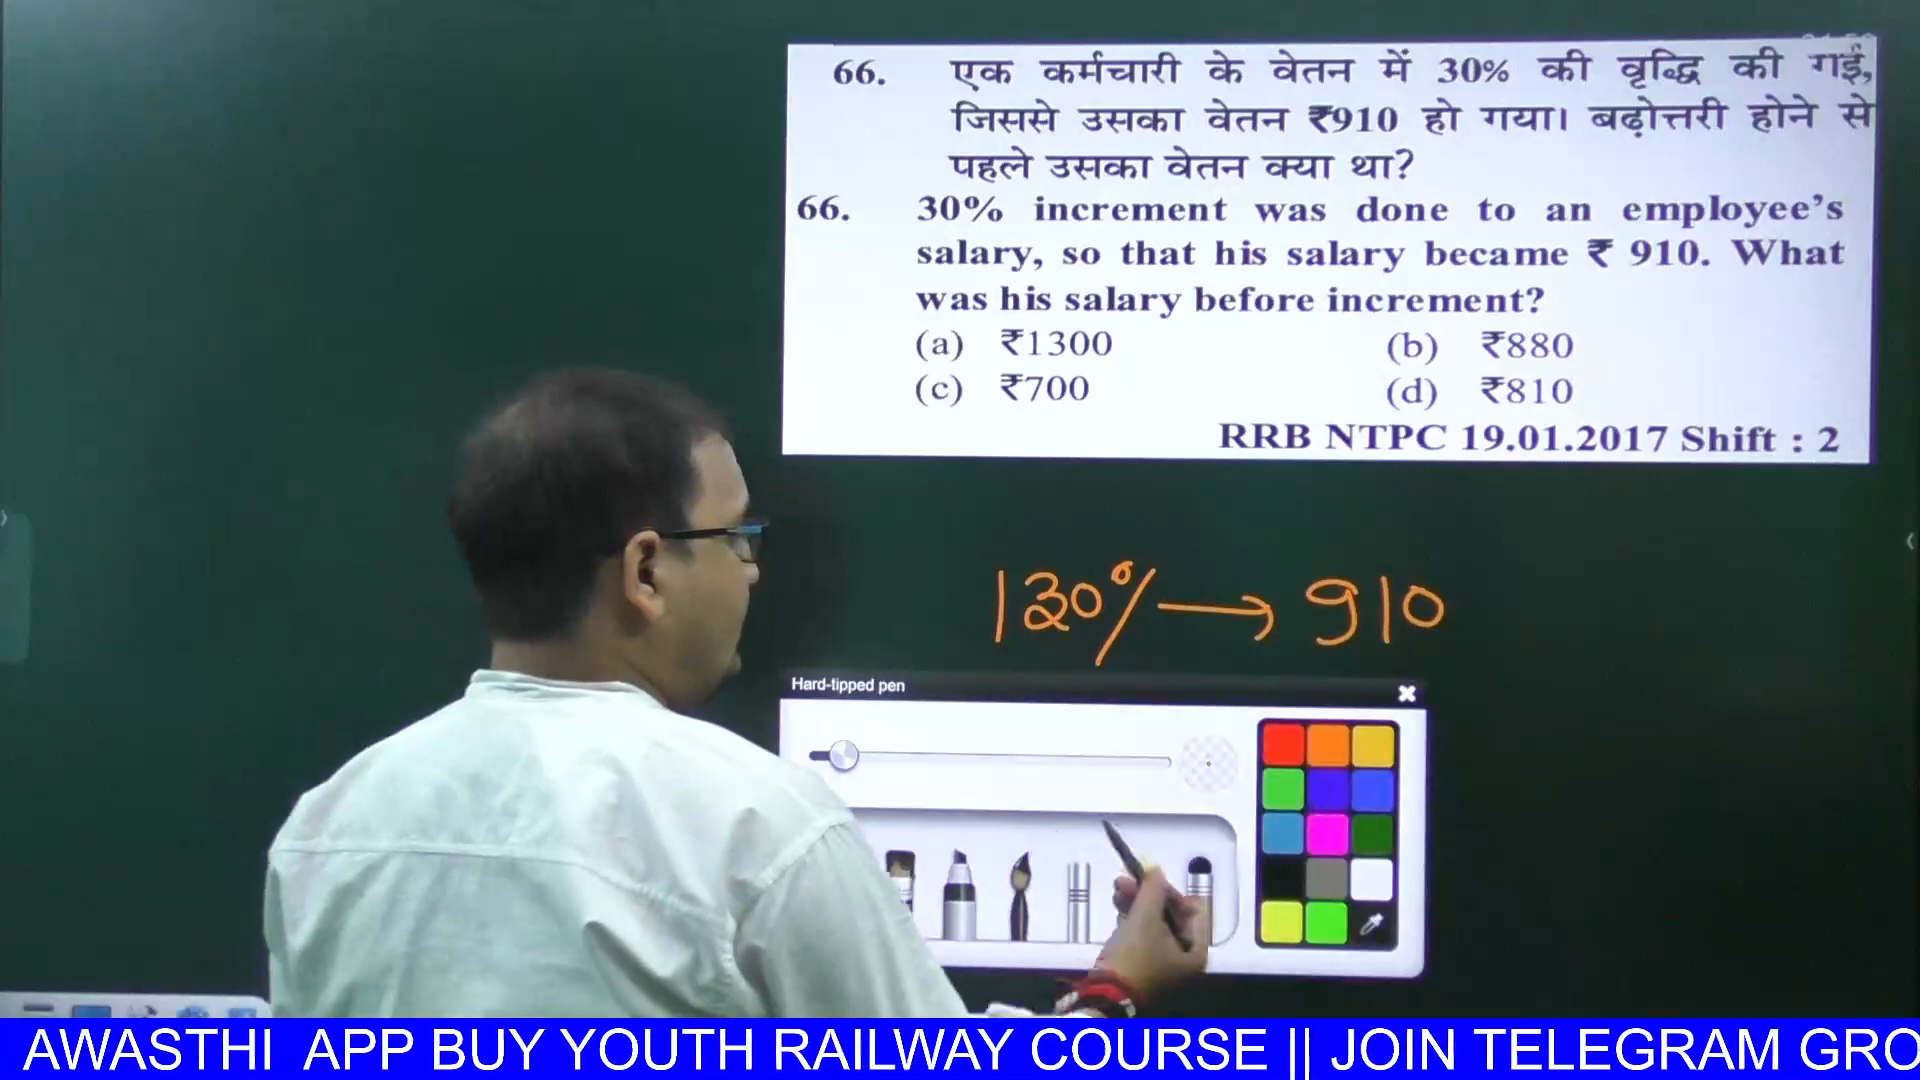 66. एक कर्मचारी के वेतन में 30% की वृद्धि की गई,
जिससे उसका वेतन ₹910 हो गया। बढ़ोत्तरी होने से
पहले उसका वेतन क्या था?
66. 30% increment was done to an employee's
salary, so that his salary became ₹ 910. What
was his salary before increment?
(a) ₹1300 (b) ₹880
(c) ₹700 (d) ₹810
RRB NTPC 19.01.2017 Shift : 2
130% → 910
Hard-tipped pen
AWASTHI APP BUY YOUTH RAILWAY COURSE || JOIN TELEGRAM GRO